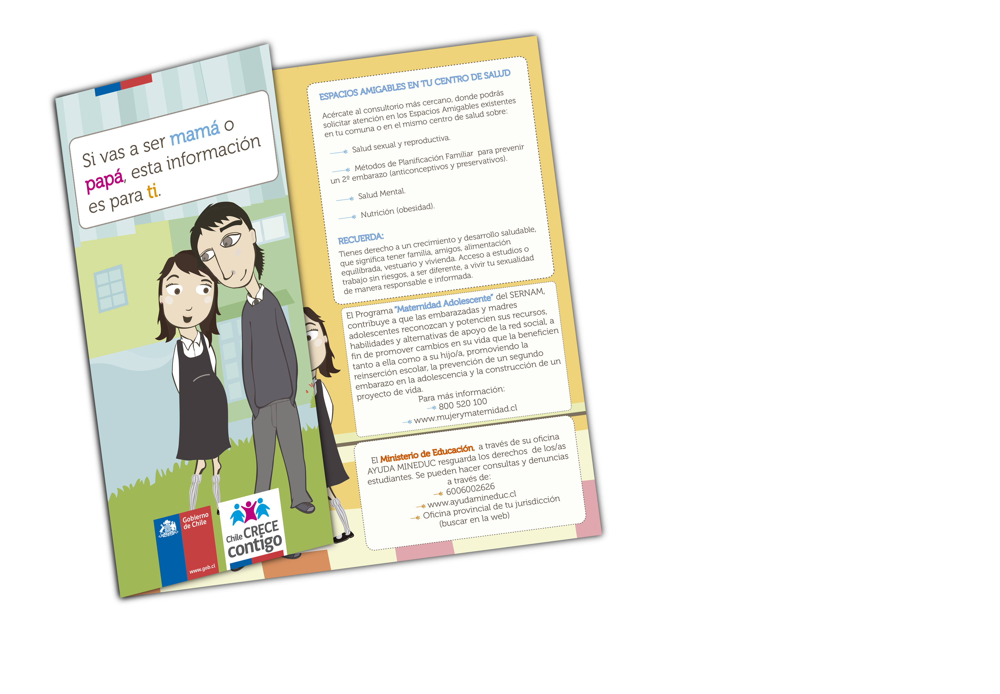 Si vas a ser mamá o
papá, esta información
es para ti.
Gobierno
de Chile
www.gob.cl
Chile CRECE
contigo
ESPACIOS AMIGABLES EN TU CENTRO DE SALUD
Acércate al consultorio más cercano, donde podrás
solicitar atención en los Espacios Amigables existentes
en tu comuna o en el mismo centro de salud sobre:
Salud sexual y reproductiva.
Métodos de Planificación Familiar para prevenir
un 2º embarazo (anticonceptivos y preservativos).
Salud Mental.
Nutrición (obesidad).
RECUERDA:
Tienes derecho a un crecimiento y desarrollo saludable,
que significa tener familia, amigos, alimentación
equilibrada, vestuario y vivienda. Acceso a estudios o
trabajo sin riesgos, a ser diferente, a vivir tu sexualidad
de manera responsable e informada.
El Programa "Maternidad Adolescente" del SERNAM,
contribuye a que las embarazadas y madres
adolescentes reconozcan y potencien sus recursos,
habilidades y alternativas de apoyo de la red social, a
fin de promover cambios en su vida que la beneficien
tanto a ella como a su hijo/a, promoviendo la
reinserción escolar, la prevención de un segundo
embarazo en la adolescencia y la construcción de un
proyecto de vida.
Para más información:
800 520 100
www.mujerymaternidad.cl
El Ministerio de Educación, a través de su oficina
AYUDA MINEDUC resguarda los derechos de los/as
estudiantes. Se pueden hacer consultas y denuncias
a través de:
6006002626
www.ayudamineduc.cl
Oficina provincial de tu jurisdicción
(buscar en la web)